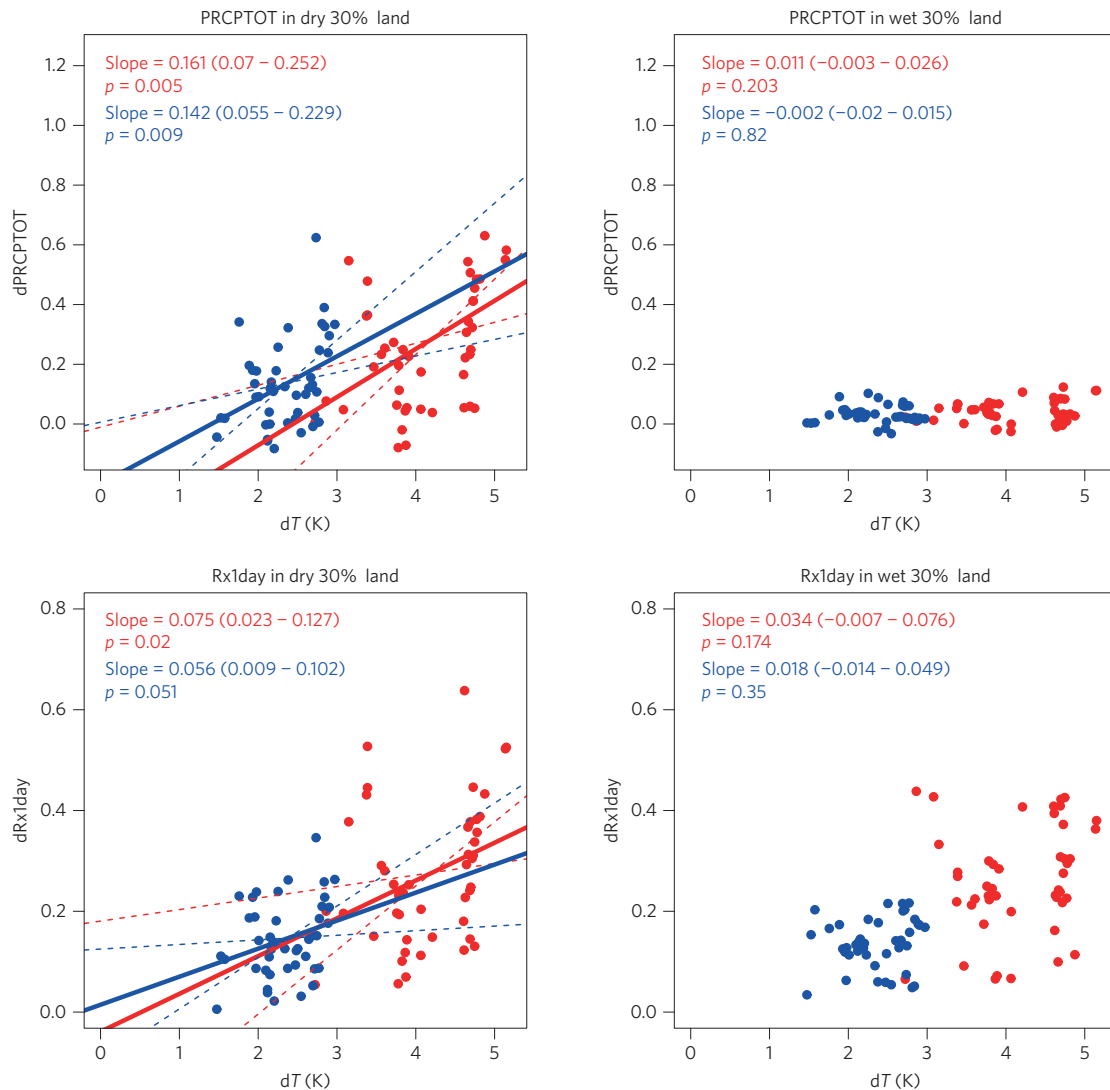 PRCPTOT in dry 30% land
Slope = 0.161 (0.07 – 0.252)
p = 0.005
Slope = 0.142 (0.055 – 0.229)
p = 0.009
dPRCPTOT
1.2
1.0
0.8
0.6
0.4
0.2
0.0
0 1 2 3 4 5
dT (K)
PRCPTOT in wet 30% land
Slope = 0.011 (−0.003 – 0.026)
p = 0.203
Slope = −0.002 (−0.02 – 0.015)
p = 0.82
dPRCPTOT
1.2
1.0
0.8
0.6
0.4
0.2
0.0
0 1 2 3 4 5
dT (K)
Rx1day in dry 30% land
Slope = 0.075 (0.023 – 0.127)
p = 0.02
Slope = 0.056 (0.009 – 0.102)
p = 0.051
dRx1day
0.8
0.6
0.4
0.2
0.0
0 1 2 3 4 5
dT (K)
Rx1day in wet 30% land
Slope = 0.034 (−0.007 – 0.076)
p = 0.174
Slope = 0.018 (−0.014 – 0.049)
p = 0.35
dRx1day
0.8
0.6
0.4
0.2
0.0
0 1 2 3 4 5
dT (K)